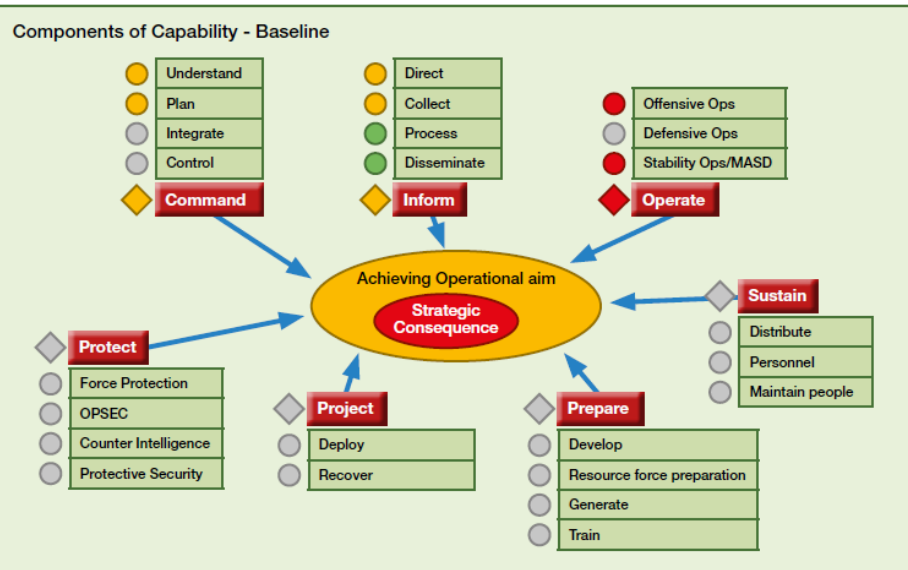 Components of Capability - Baseline
Understand
Plan
Integrate
Control
Command
Direct
Collect
Process
Disseminate
Inform
Offensive Ops
Defensive Ops
Stability Ops/MASD
Operate
Achieving Operational aim
Strategic
Consequence
Sustain
Distribute
Personnel
Maintain people
Protect
Force Protection
OPSEC
Counter Intelligence
Protective Security
Project
Deploy
Recover
Prepare
Develop
Resource force preparation
Generate
Train